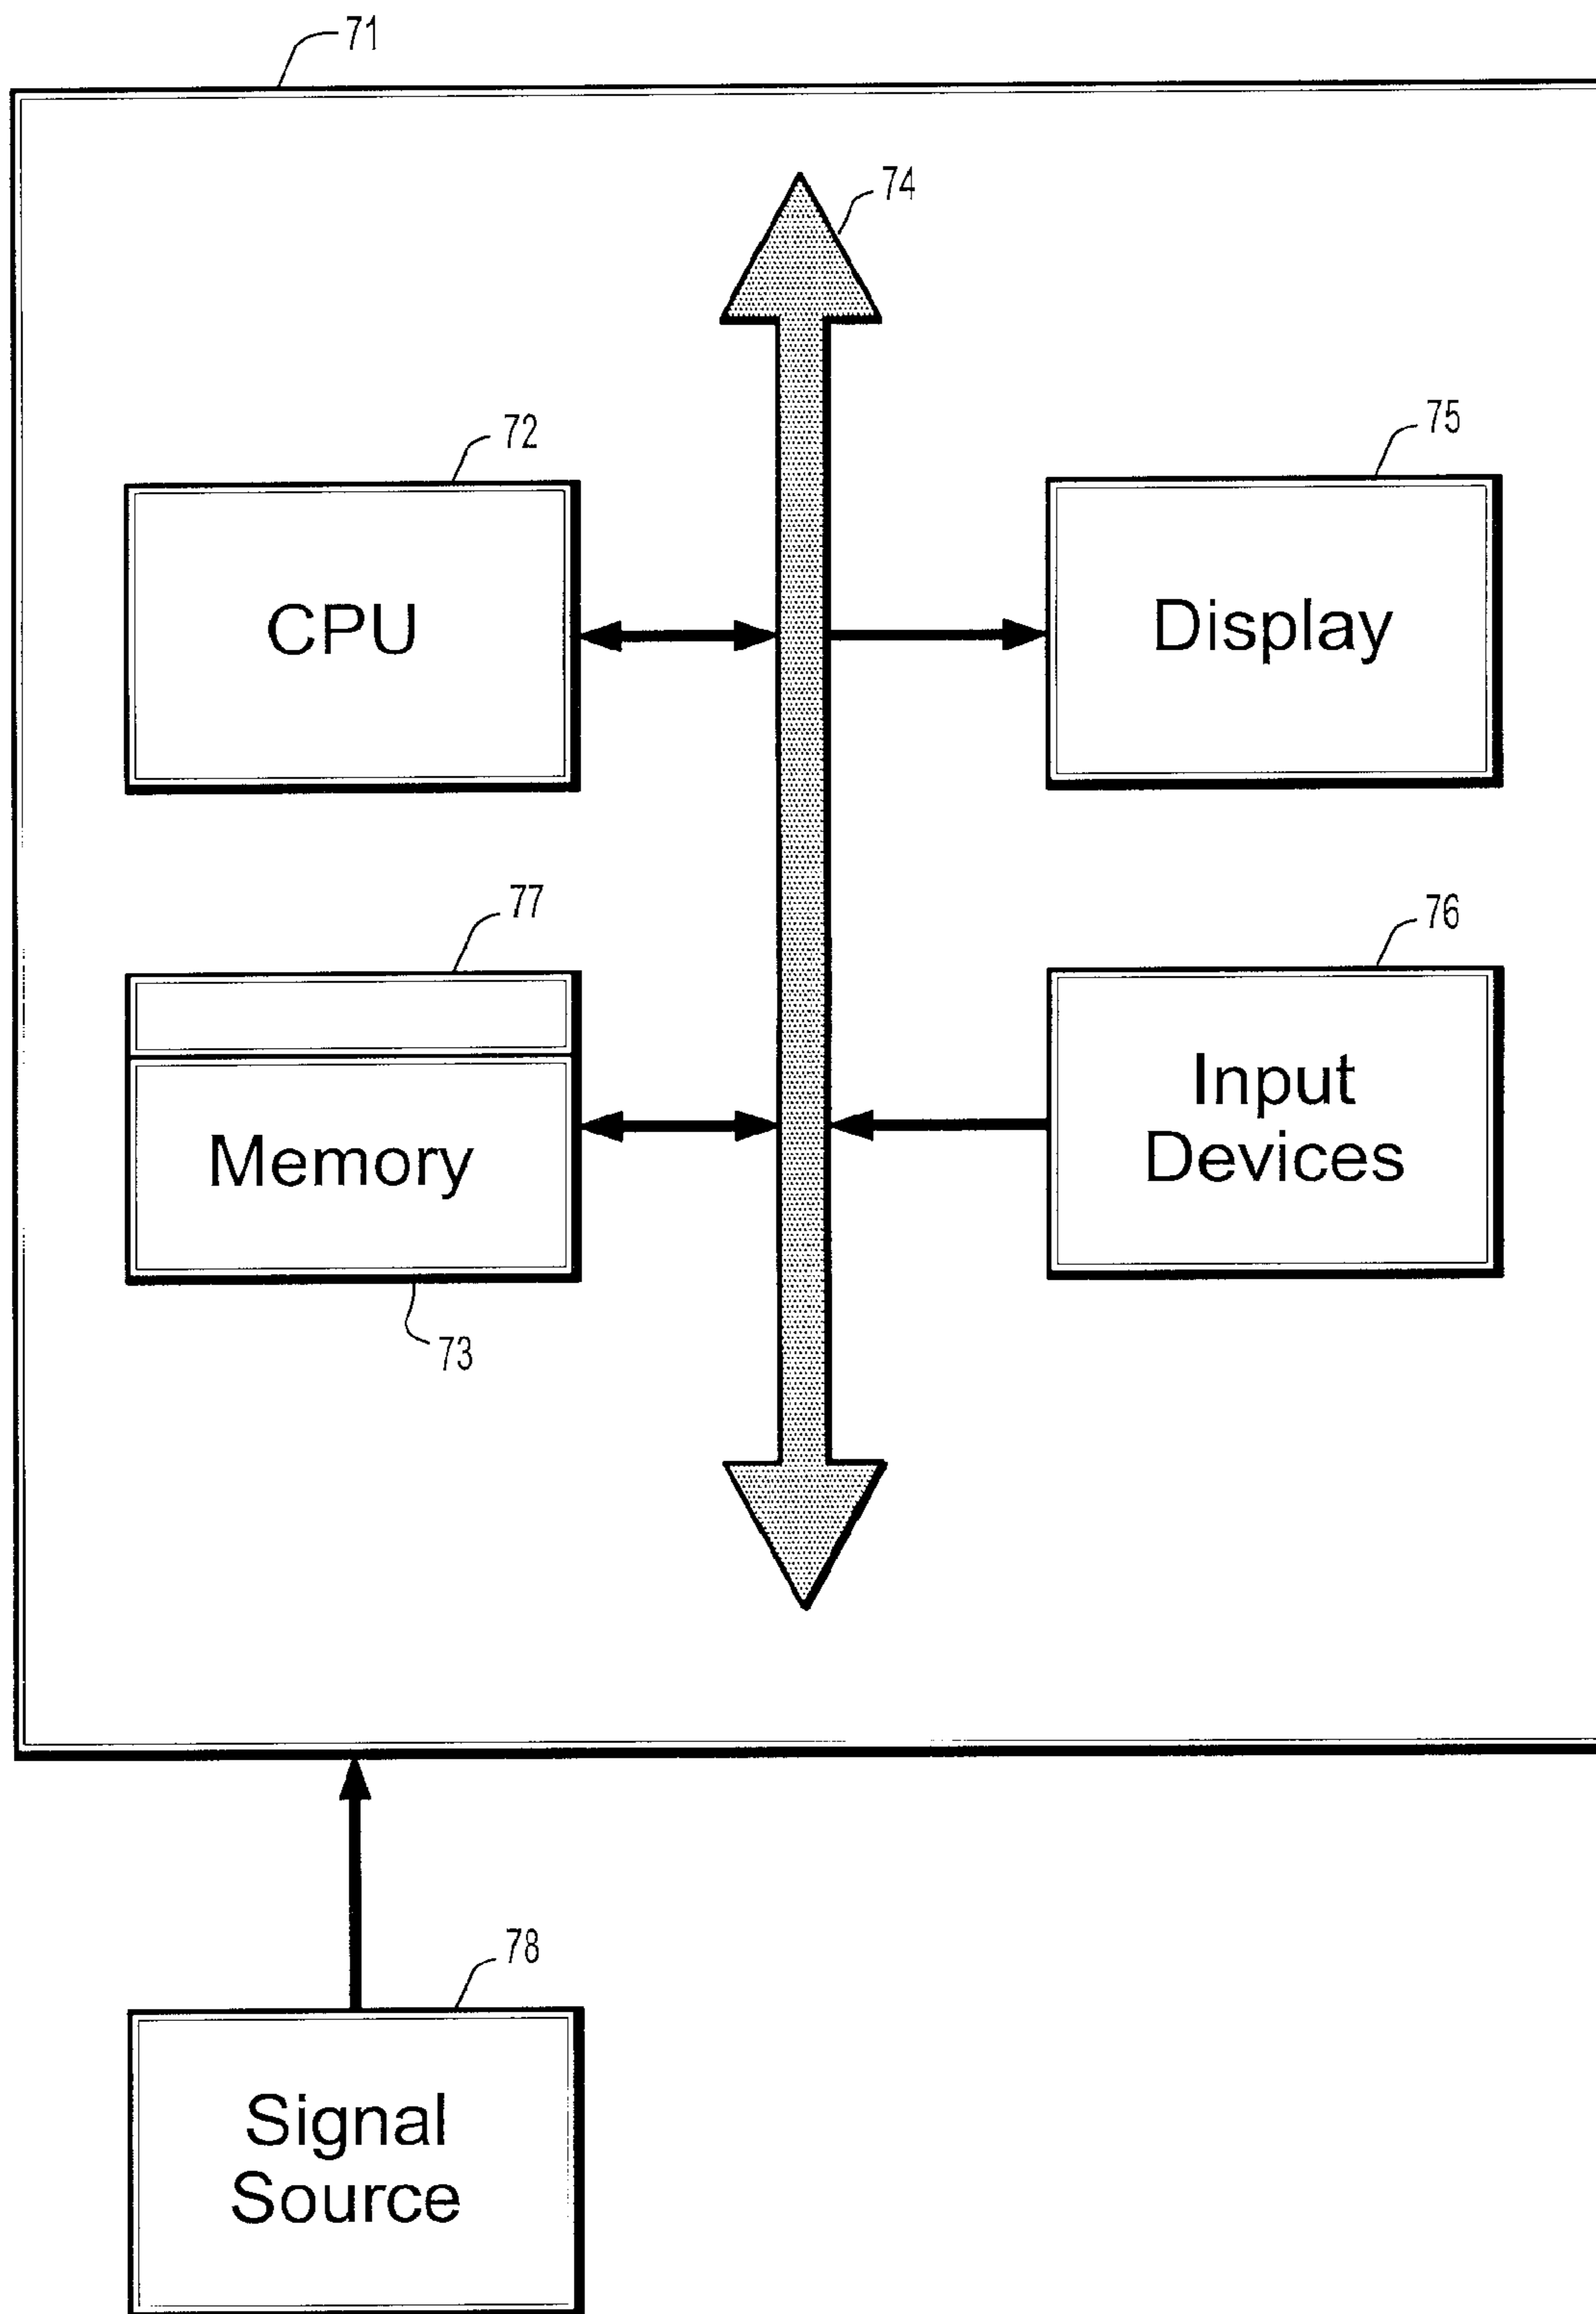 71
74
72
CPU
75
Display
77
Memory
73
76
Input
Devices
78
Signal
Source